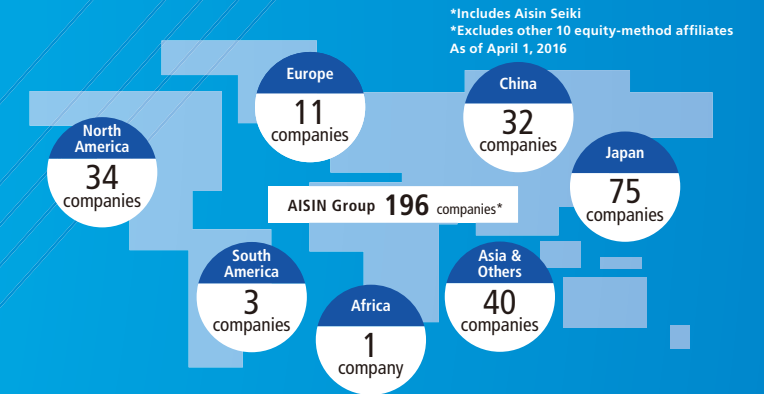 *Includes Aisin Seiki
*Excludes other 10 equity-method affiliates
As of April 1, 2016
Europe
11
companies
China
32
companies
North
America
34
companies
Japan
75
companies
AISIN Group 196 companies*
South
America
3
companies
Africa
1
company
Asia &
Others
40
companies